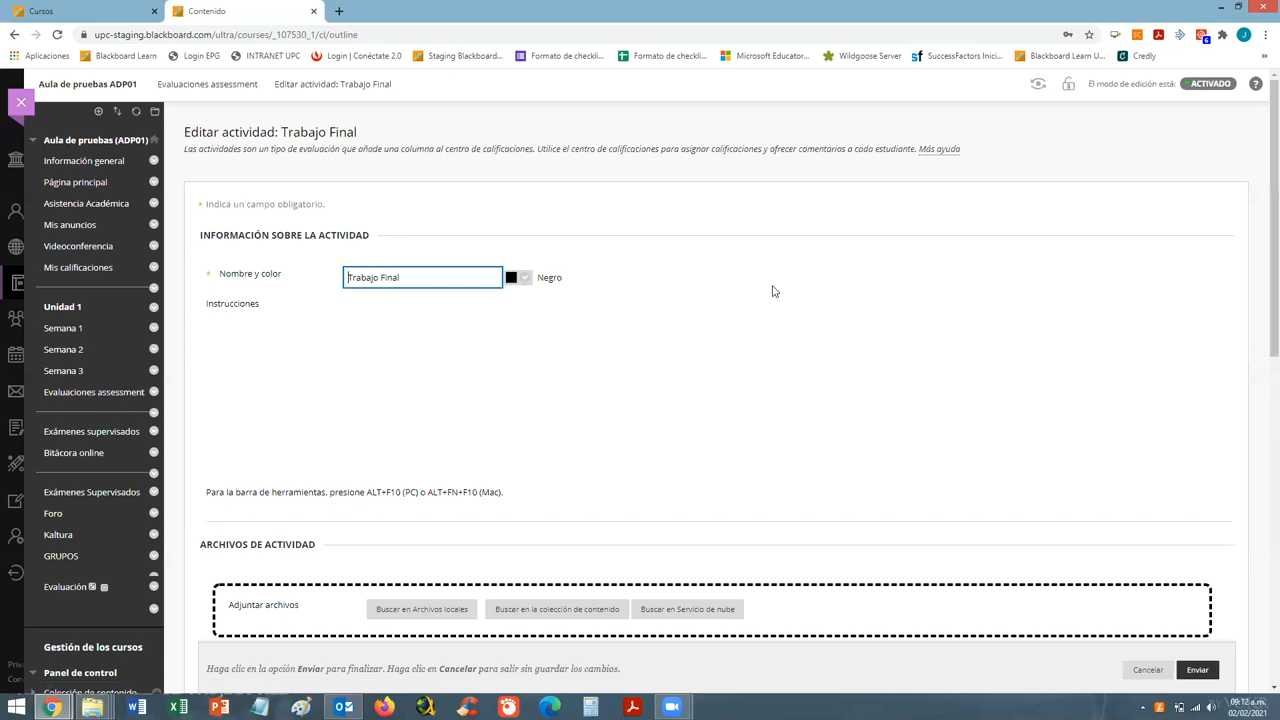 Cursos
Contenido
upc-staging.blackboard.com/ultra/courses/_107530_1/cl/outline
Aplicaciones
Blackboard Learn
Login EPG
INTRANET UPC
Login | Conéctate 2.0
Staging Blackboard...
Formato de checkli...
Formato de checkli...
Microsoft Educator...
Wildgoose Server
SuccessFactors Inici...
Blackboard Learn U...
Credly
Aula de pruebas ADP01
Evaluaciones assessment
Editar actividad: Trabajo Final
El modo de edición está:
ACTIVADO
Aula de pruebas (ADP01)
Información general
Página principal
Asistencia Académica
Mis anuncios
Videoconferencia
Mis calificaciones
Unidad 1
Semana 1
Semana 2
Semana 3
Evaluaciones assessment
Exámenes supervisados
Bitácora online
Exámenes Supervisados
Foro
Kaltura
GRUPOS
Evaluación
Gestión de los cursos
Panel de control
Colección de contenido
Editar actividad: Trabajo Final
Las actividades son un tipo de evaluación que añade una columna al centro de calificaciones. Utilice el centro de calificaciones para asignar calificaciones y ofrecer comentarios a cada estudiante. Más ayuda
* Indica un campo obligatorio.
INFORMACIÓN SOBRE LA ACTIVIDAD
* Nombre y color
Trabajo Final
Negro
Instrucciones
Para la barra de herramientas, presione ALT+F10 (PC) o ALT+FN+F10 (Mac).
ARCHIVOS DE ACTIVIDAD
Adjuntar archivos
Buscar en Archivos locales
Buscar en la colección de contenido
Buscar en Servicio de nube
Haga clic en la opción Enviar para finalizar. Haga clic en Cancelar para salir sin guardar los cambios.
Cancelar
Enviar
09:12 a.m.
02/02/2021